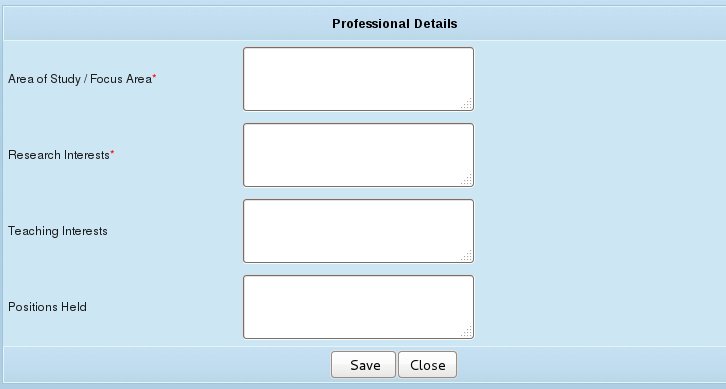 Professional Details
Area of Study / Focus Area*
Research Interests*
Teaching Interests
Positions Held
Save Close